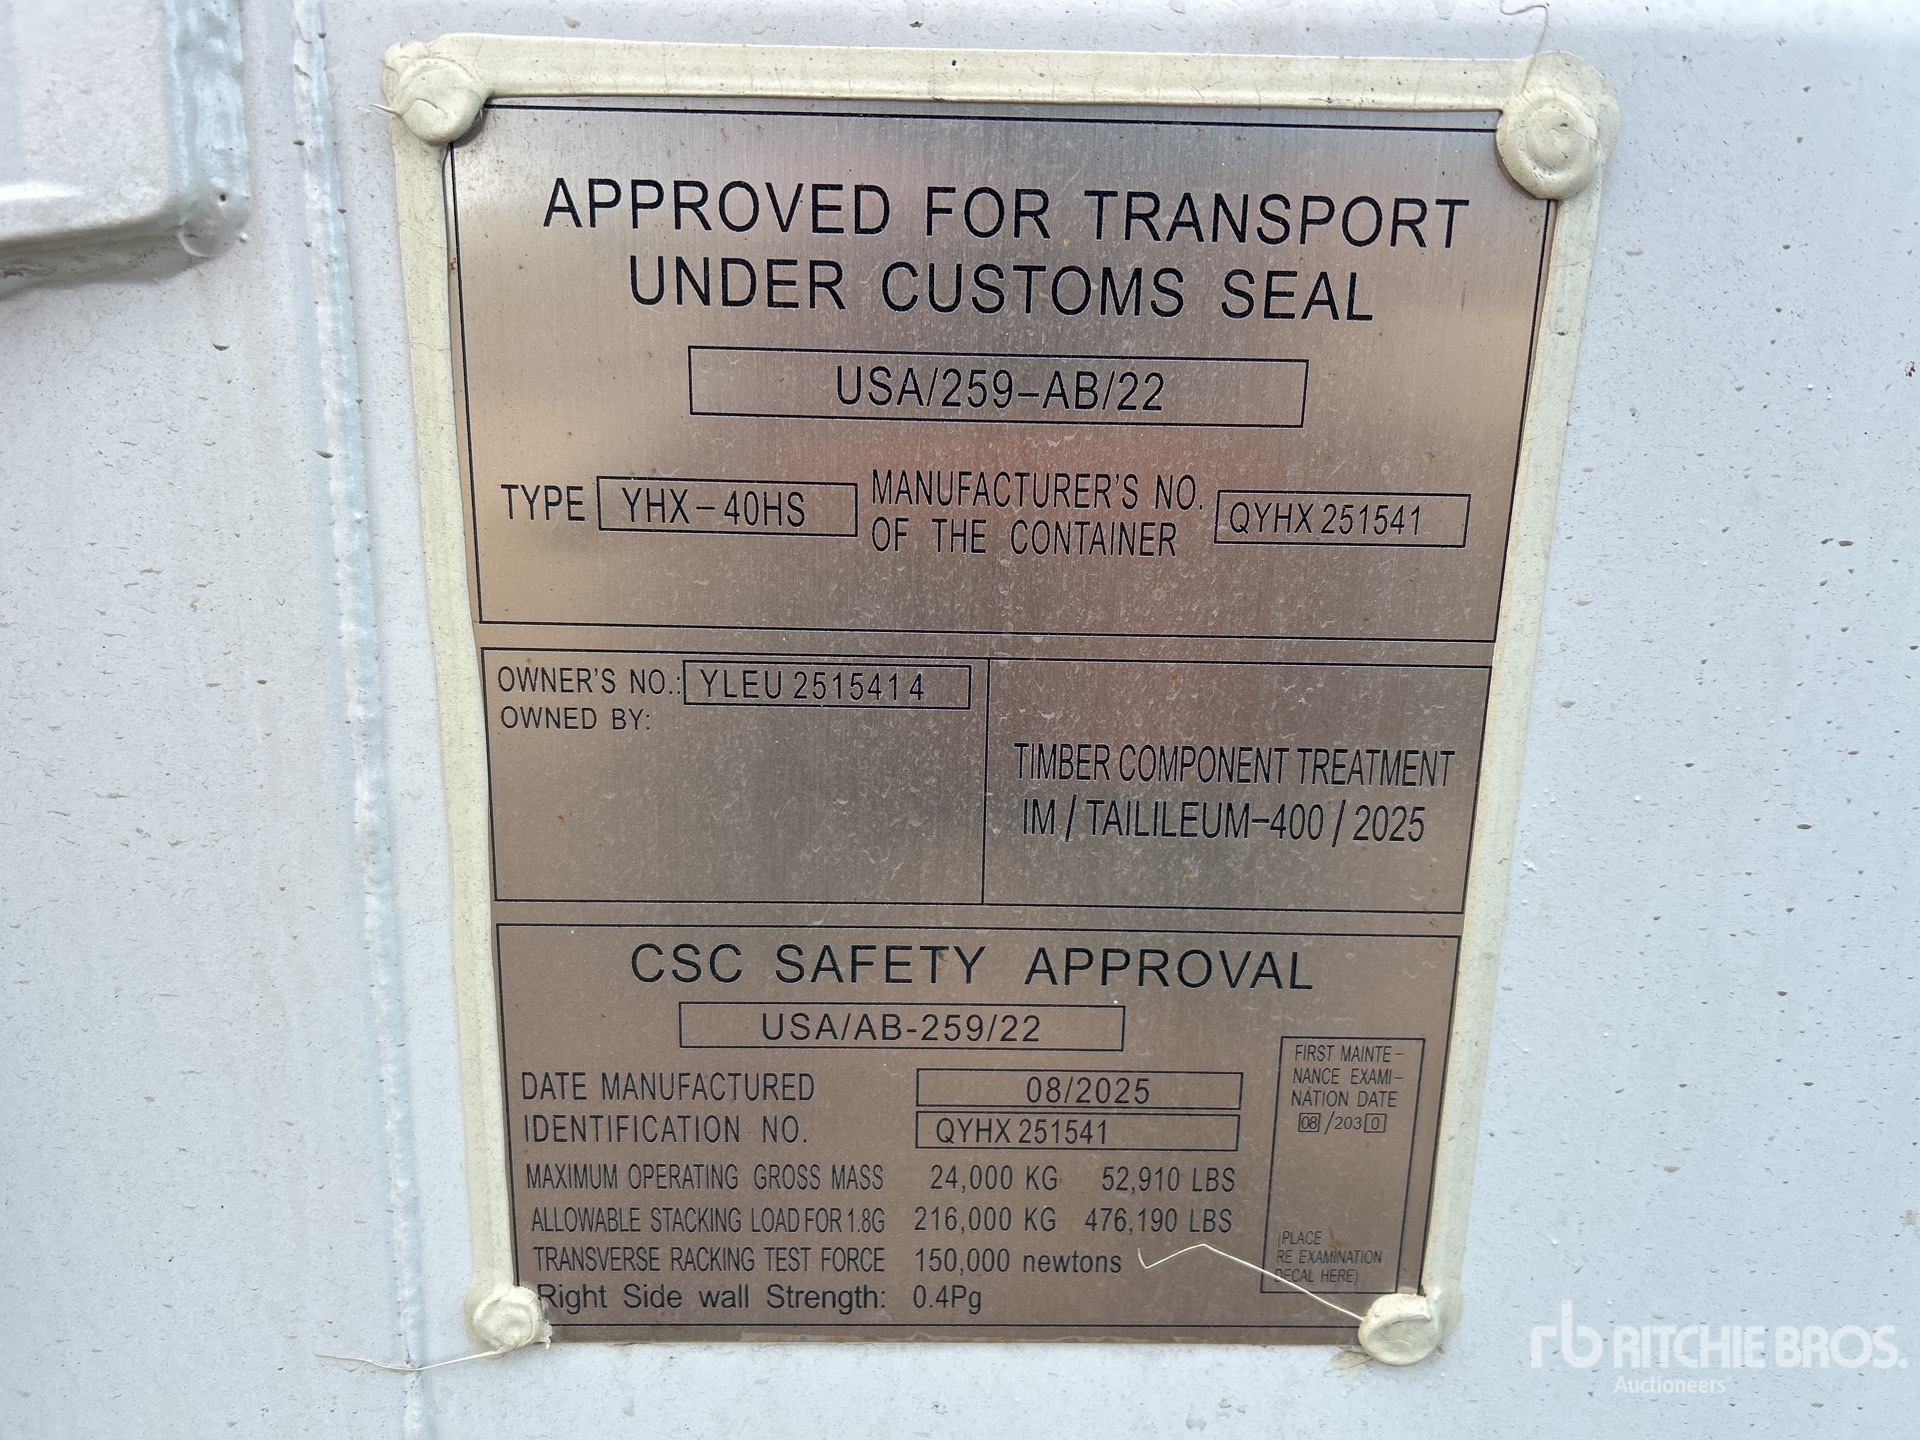 APPROVED FOR TRANSPORT
UNDER CUSTOMS SEAL
USA/259-AB/22
TYPE YHX-40HS MANUFACTURER'S NO. OF THE CONTAINER QYHX 251541
OWNER'S NO.: YLEU 2515414
OWNED BY:
TIMBER COMPONENT TREATMENT
IM / TAILILEUM-400 / 2025
CSC SAFETY APPROVAL
USA/AB-259/22
DATE MANUFACTURED 08/2025
IDENTIFICATION NO. QYHX 251541
MAXIMUM OPERATING GROSS MASS 24,000 KG 52,910 LBS
ALLOWABLE STACKING LOAD FOR 1.8G 216,000 KG 476,190 LBS
TRANSVERSE RACKING TEST FORCE 150,000 newtons
Right Side wall Strength: 0.4Pg
FIRST MAINTE-
NANCE EXAMI-
NATION DATE
08 /2030
(PLACE
RE EXAMINATION
DECAL HERE)
rb RITCHIE BROS.
Auctioneers